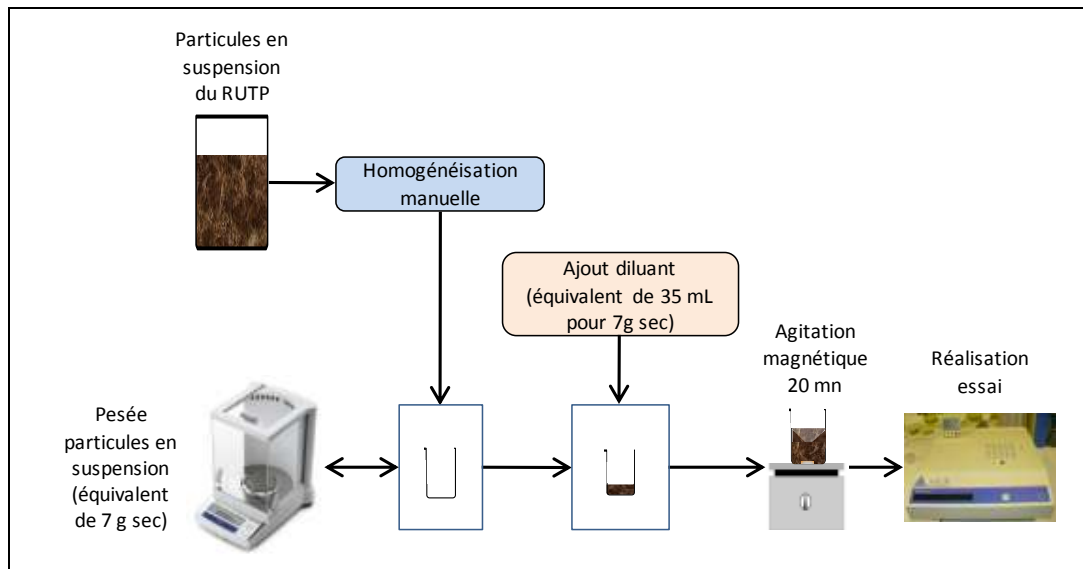 Particules en
suspension
du RUTP
Homogénéisation
manuelle
Ajout diluant
(équivalent de 35 mL
pour 7g sec)
Agitation
magnétique
20 mn
Réalisation
essai
Pesée
particules en
suspension
(équivalent
de 7 g sec)